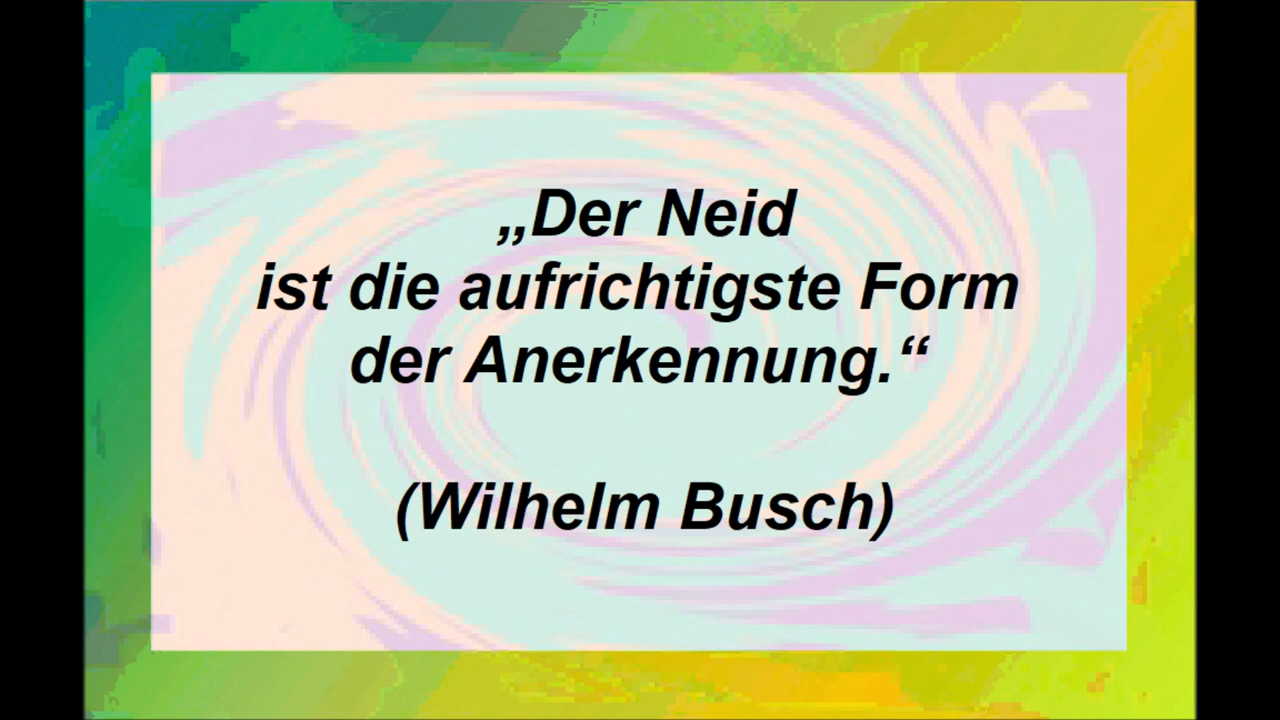 „Der Neid
ist die aufrichtigste Form
der Anerkennung.“
(Wilhelm Busch)